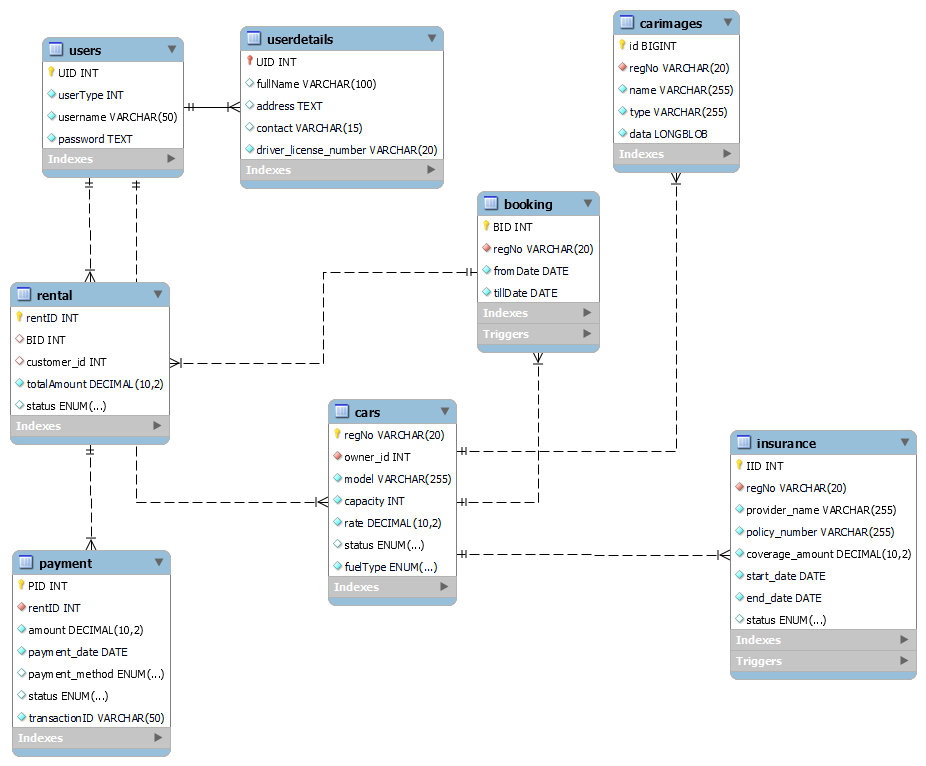 users
UID INT
userType INT
username VARCHAR(50)
password TEXT
Indexes
userdetails
UID INT
fullName VARCHAR(100)
address TEXT
contact VARCHAR(15)
driver_license_number VARCHAR(20)
Indexes
carimages
id BIGINT
regNo VARCHAR(20)
name VARCHAR(255)
type VARCHAR(255)
data LONGBLOB
Indexes
booking
BID INT
regNo VARCHAR(20)
fromDate DATE
tillDate DATE
Indexes
Triggers
rental
rentID INT
BID INT
customer_id INT
totalAmount DECIMAL(10,2)
status ENUM(...)
Indexes
cars
regNo VARCHAR(20)
owner_id INT
model VARCHAR(255)
capacity INT
rate DECIMAL(10,2)
status ENUM(...)
fuelType ENUM(...)
Indexes
insurance
IID INT
regNo VARCHAR(20)
provider_name VARCHAR(255)
policy_number VARCHAR(255)
coverage_amount DECIMAL(10,2)
start_date DATE
end_date DATE
status ENUM(...)
Indexes
Triggers
payment
PID INT
rentID INT
amount DECIMAL(10,2)
payment_date DATE
payment_method ENUM(...)
status ENUM(...)
transactionID VARCHAR(50)
Indexes